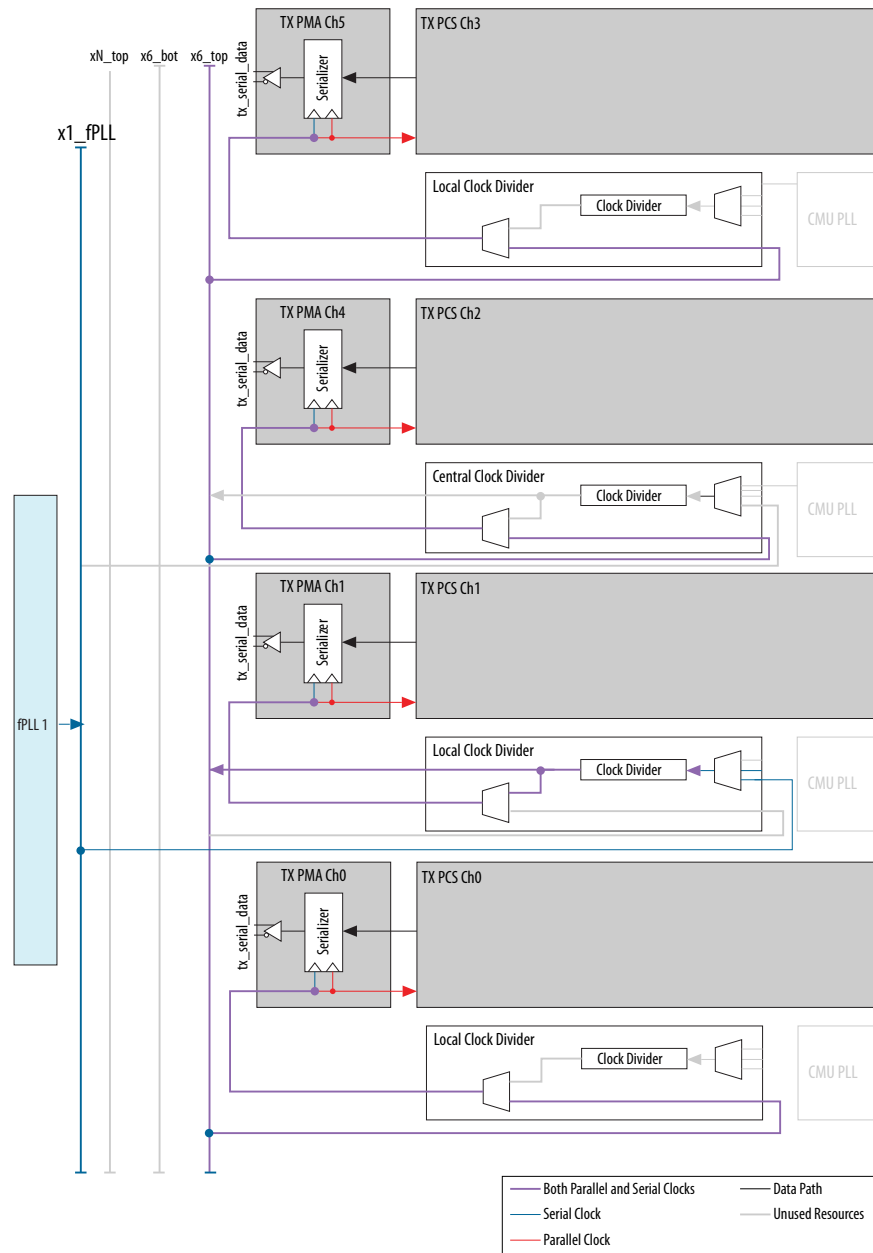 xN_top x6_bot x6_top
x1_fPLL
fPLL 1
TX PMA Ch5
TX PCS Ch3
tx_serial_data
Serializer
Local Clock Divider
Clock Divider
CMU PLL
TX PMA Ch4
TX PCS Ch2
tx_serial_data
Serializer
Central Clock Divider
Clock Divider
CMU PLL
TX PMA Ch1
TX PCS Ch1
tx_serial_data
Serializer
Local Clock Divider
Clock Divider
CMU PLL
TX PMA Ch0
TX PCS Ch0
tx_serial_data
Serializer
Local Clock Divider
Clock Divider
CMU PLL
Both Parallel and Serial Clocks
Serial Clock
Parallel Clock
Data Path
Unused Resources